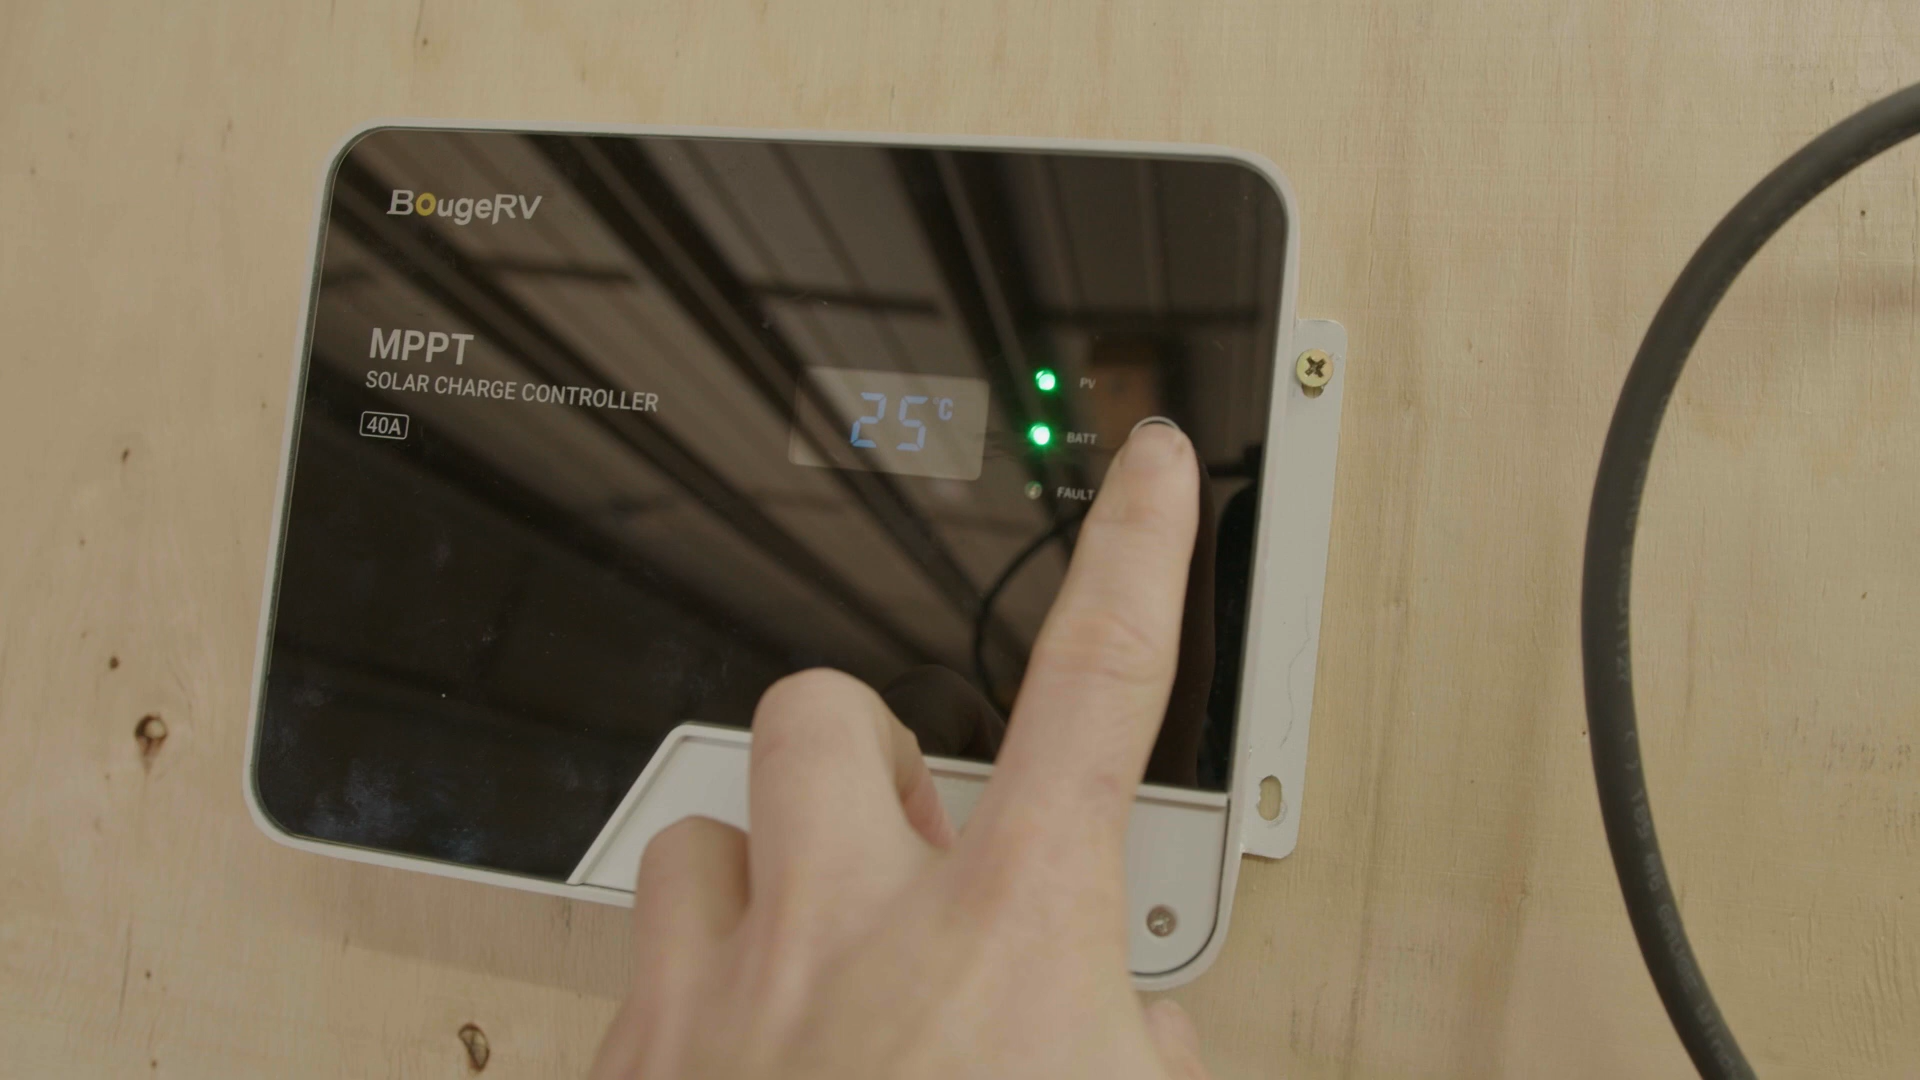 BougeRV
MPPT
SOLAR CHARGE CONTROLLER
40A
25°C
PV
BATT
FAULT